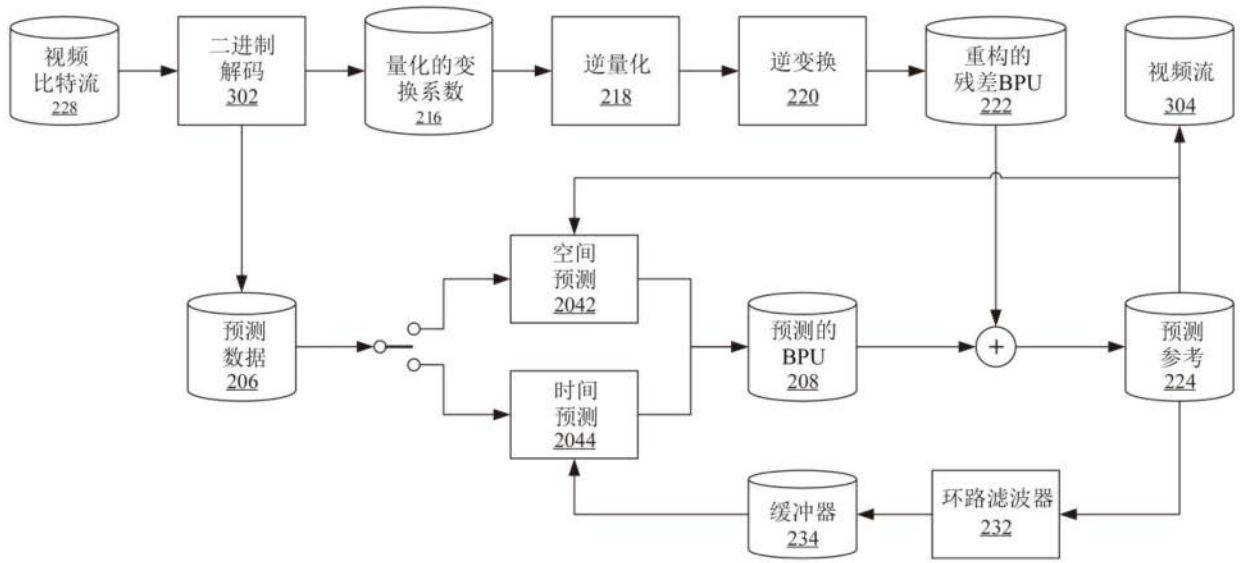 视频
比特流
228
二进制
解码
302
量化的变
换系数
216
逆量化
218
逆变换
220
重构的
残差BPU
222
视频流
304
空间
预测
2042
预测
数据
206
时间
预测
2044
预测的
BPU
208
+
预测
参考
224
缓冲器
234
环路滤波器
232